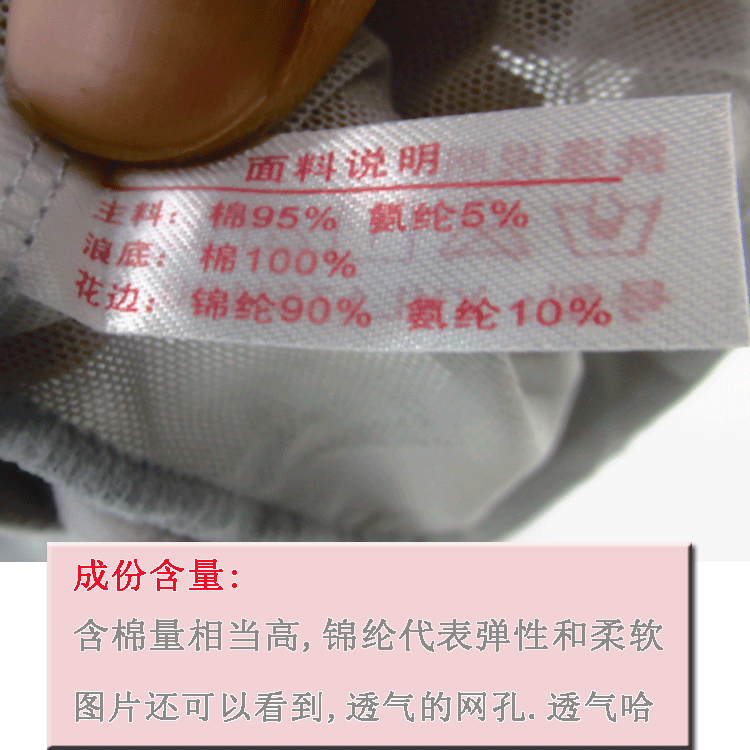 面料说明
主料：棉95% 氨纶5%
浪底：棉100%
花边：锦纶90% 氨纶10%
成份含量:
含棉量相当高,锦纶代表弹性和柔软
图片还可以看到,透气的网孔.透气哈